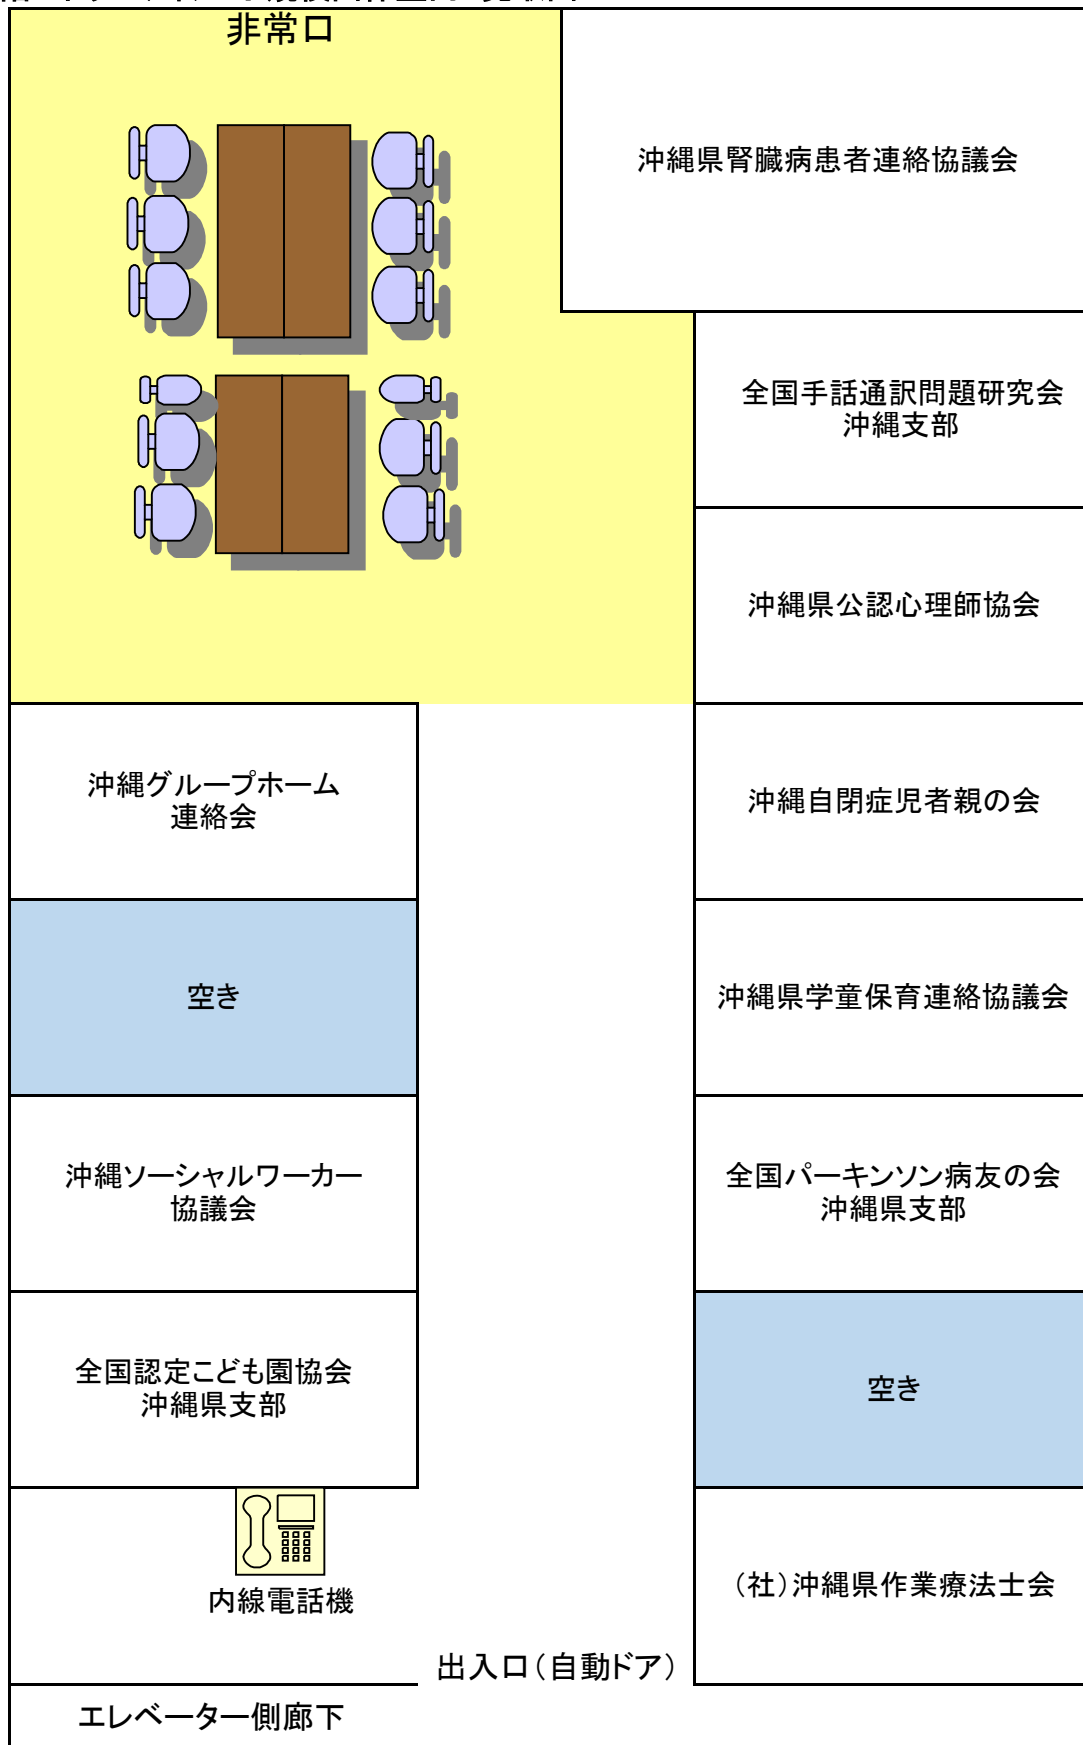 非常口
沖縄県腎臓病患者連絡協議会
全国手話通訳問題研究会
沖縄支部
沖縄県公認心理師協会
沖縄グループホーム
連絡会
沖縄自閉症児者親の会
空き
沖縄県学童保育連絡協議会
沖縄ソーシャルワーカー
協議会
全国パーキンソン病友の会
沖縄県支部
全国認定こども園協会
沖縄県支部
空き
内線電話機
（社）沖縄県作業療法士会
出入口（自動ドア）
エレベーター側廊下